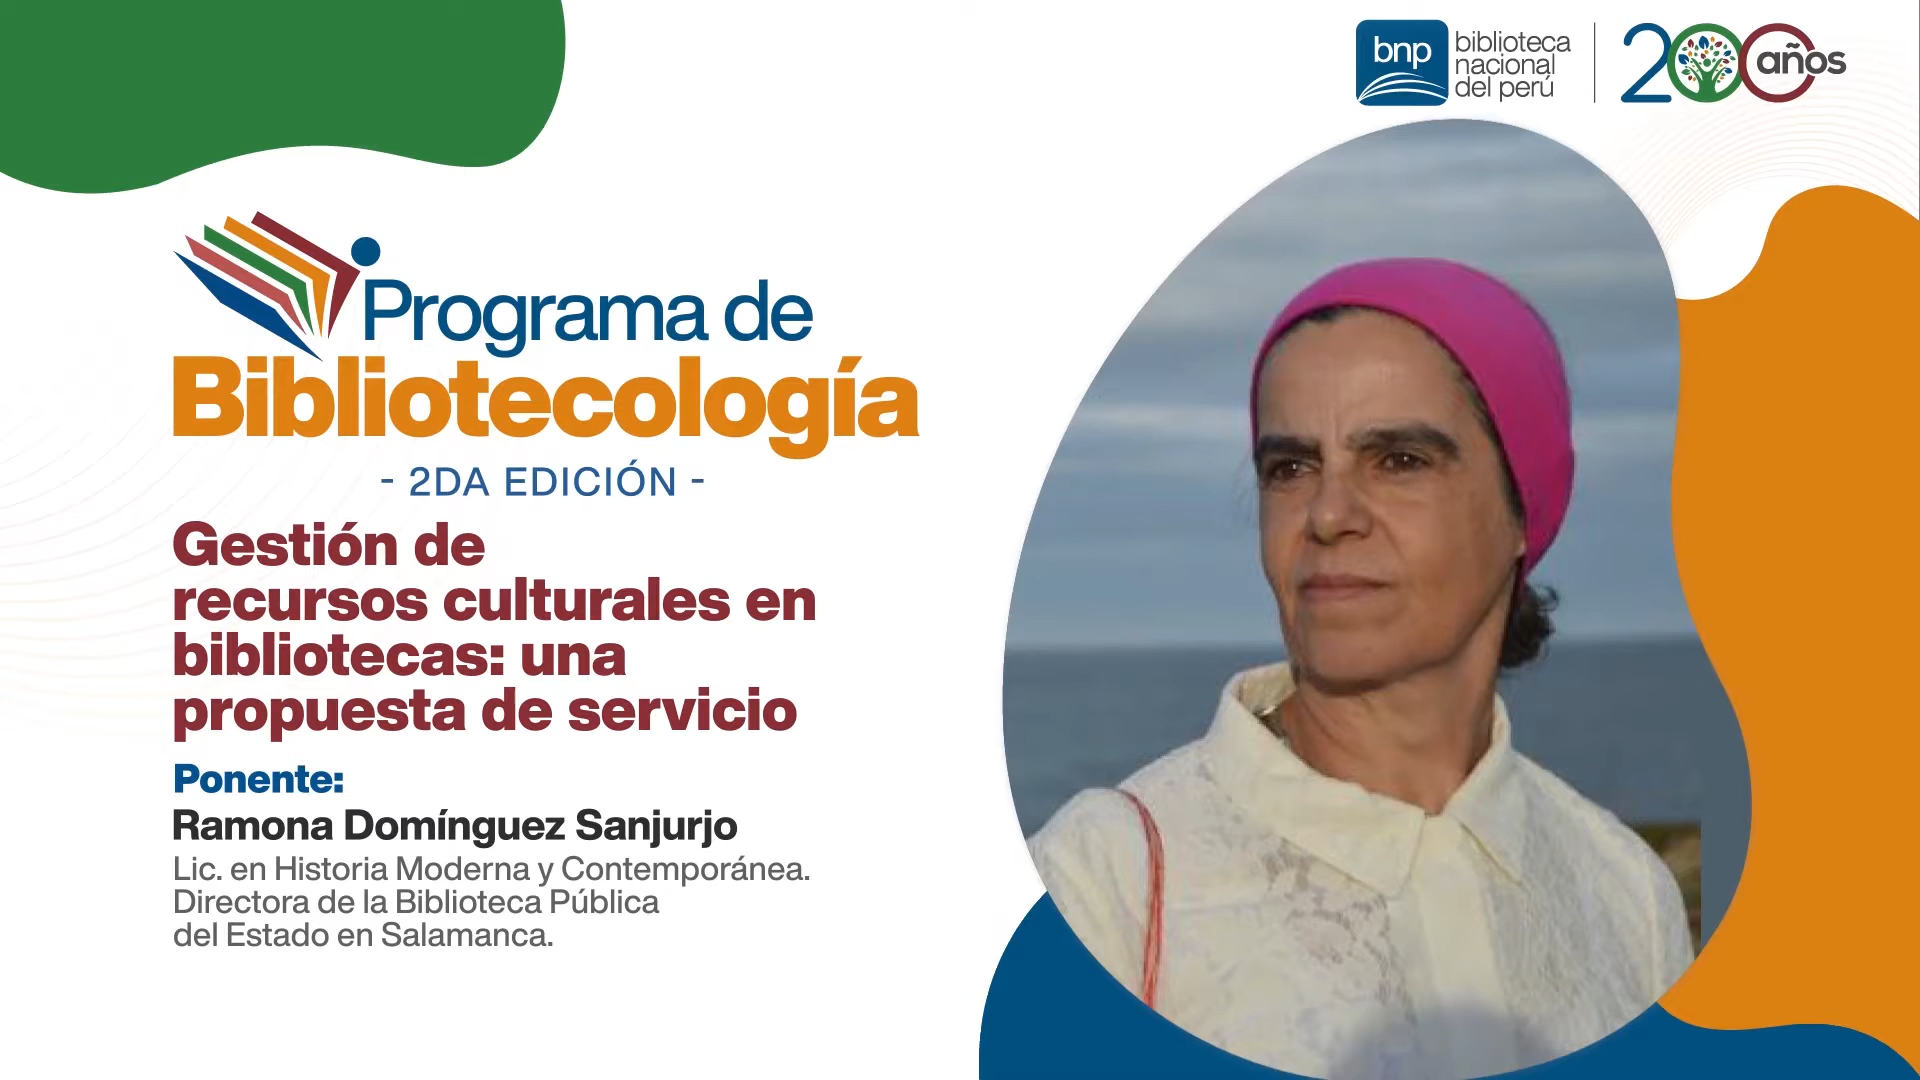 bnp
biblioteca
nacional
del perú
200 años
Programa de
Bibliotecología
- 2DA EDICIÓN -
Gestión de
recursos culturales en
bibliotecas: una
propuesta de servicio
Ponente:
Ramona Domínguez Sanjurjo
Lic. en Historia Moderna y Contemporánea.
Directora de la Biblioteca Pública
del Estado en Salamanca.